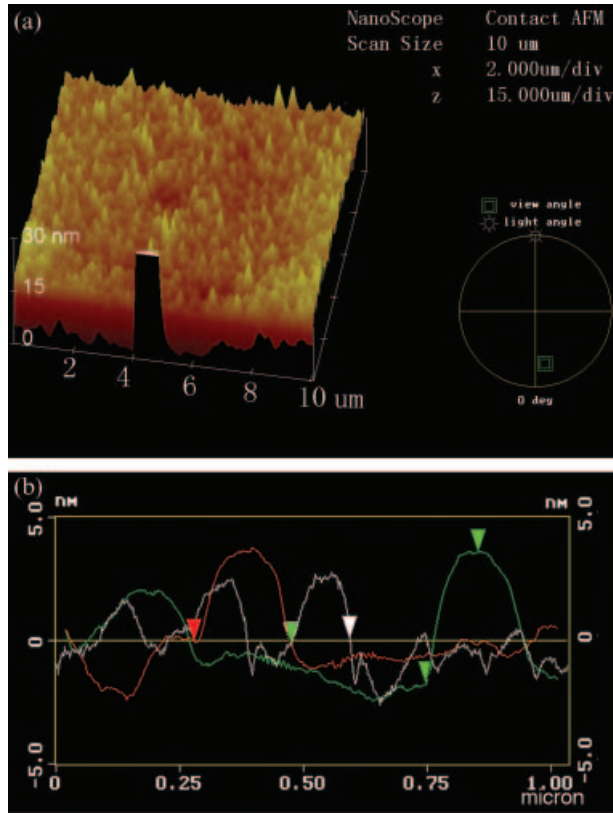 (a)
NanoScope Contact AFM
Scan Size 10 um
x 2.000um/div
z 15.000um/div
view angle
light angle
30 nm
15
0
2
4
6
8
10 um
0 deg
(b)
nm nm
5.0 5.0
0 0
-5.0 -5.0
0 0.25 0.50 0.75 1.00
micron